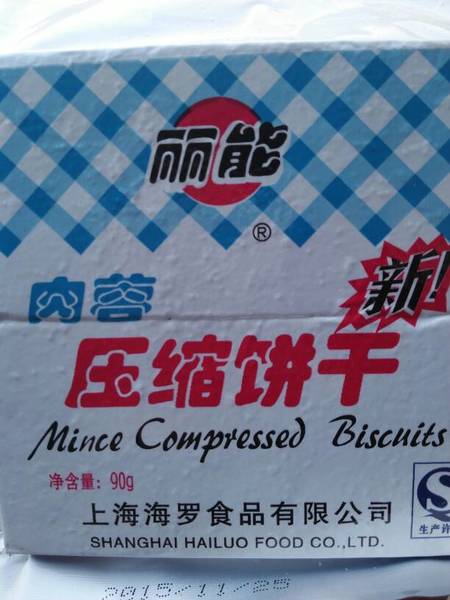 丽能
®
新!
肉蓉
压缩饼干
Mince Compressed Biscuits
净含量: 90g
上海海罗食品有限公司
SHANGHAI HAILUO FOOD CO.,LTD.
生产许
2015/11/25